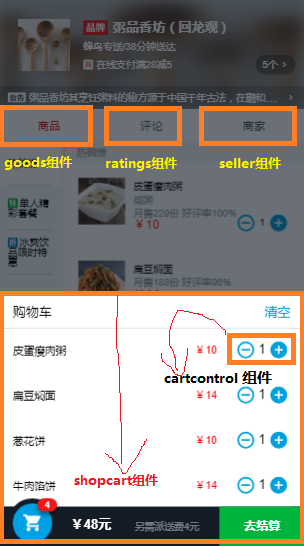 品牌 粥品香坊（回龙观）
蜂鸟专送/38分钟送达
减 在线支付满28减5
5个 >
公告 粥品香坊其烹饪粥料的秘方源于中国千年古法，在融和...
商品 评论 商家
goods组件 ratings组件 seller组件
热销榜
单人精彩套餐
冰爽饮品限时特惠
皮蛋瘦肉粥
咸粥
月售229份 好评率100%
￥10
1
扁豆焖面
月售188份 好评率96%
购物车 清空
皮蛋瘦肉粥 ￥10 1
cartcontrol 组件
扁豆焖面 ￥14 1
葱花饼 ￥10 1
shopcart组件
牛肉馅饼 ￥14 1
4
￥48元 另需派送费4元 去结算